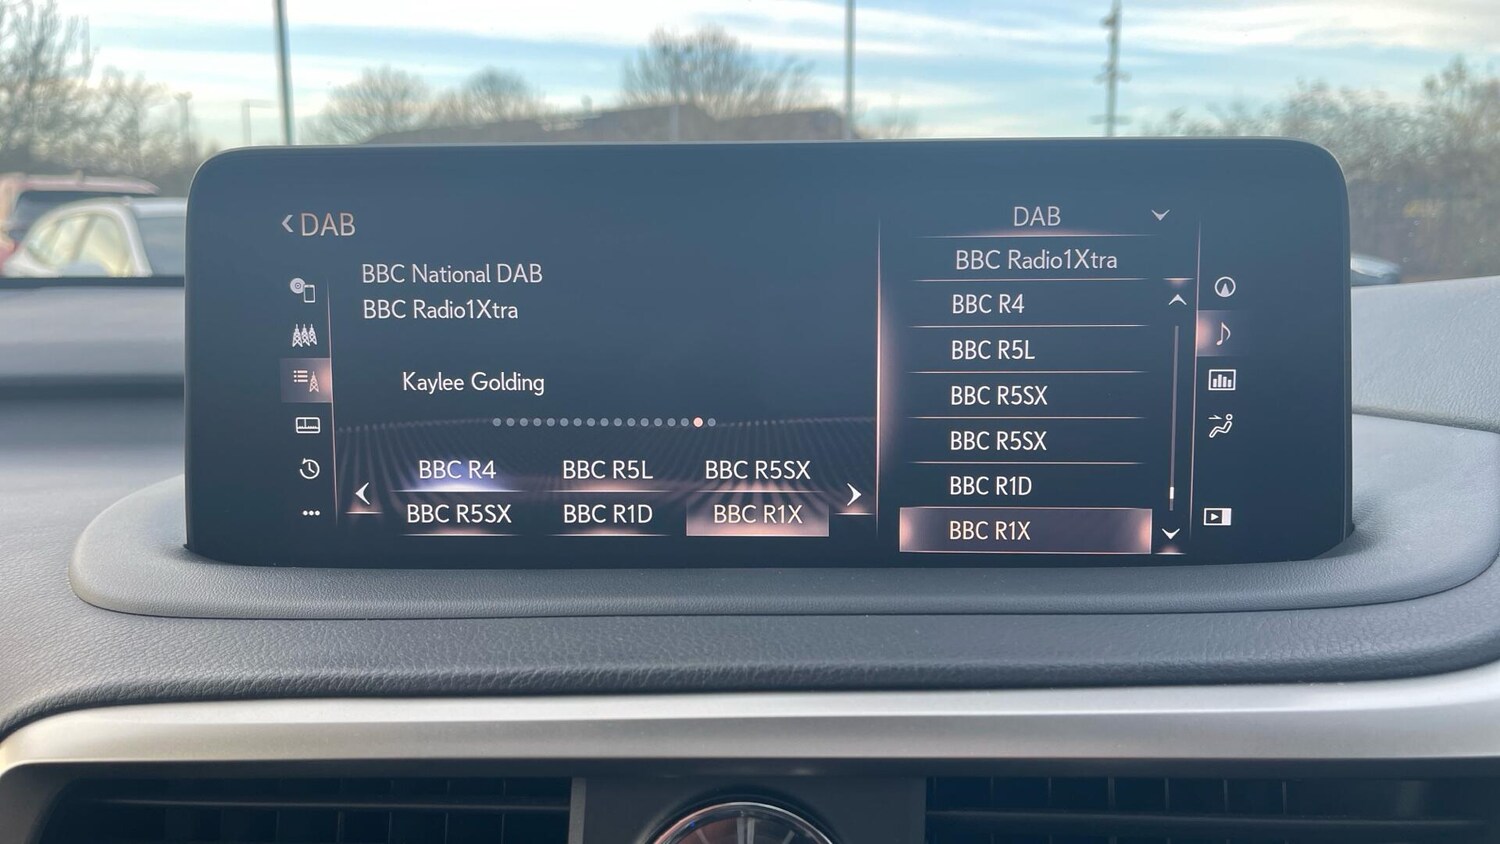 DAB
BBC National DAB
BBC Radio1Xtra
Kaylee Golding
BBC R4 BBC R5L BBC R5SX
BBC R5SX BBC R1D BBC R1X
DAB
BBC Radio1Xtra
BBC R4
BBC R5L
BBC R5SX
BBC R5SX
BBC R1D
BBC R1X